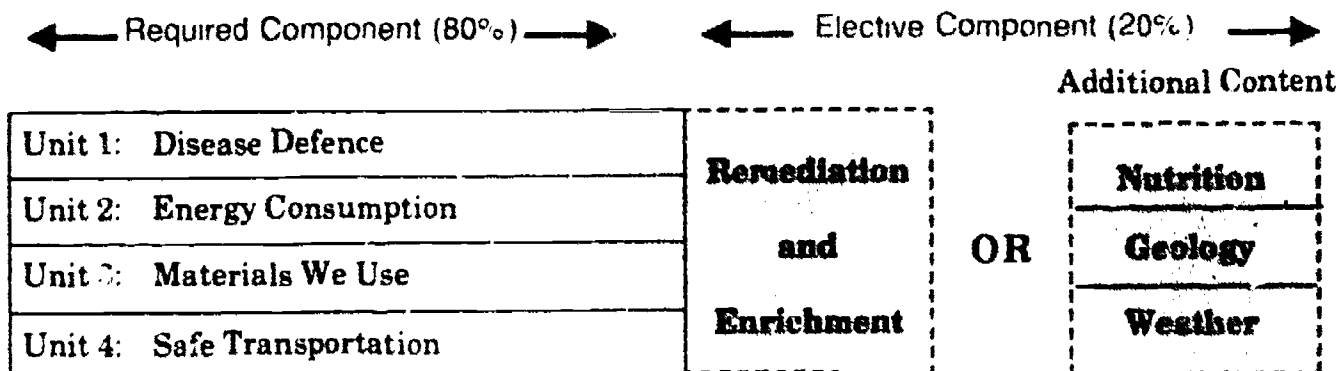 Required Component (80%) Elective Component (20%)
Additional Content
Unit 1: Disease Defence
Unit 2: Energy Consumption
Unit 3: Materials We Use
Unit 4: Safe Transportation
Remediation
and
Enrichment
OR
Nutrition
Geology
Weather